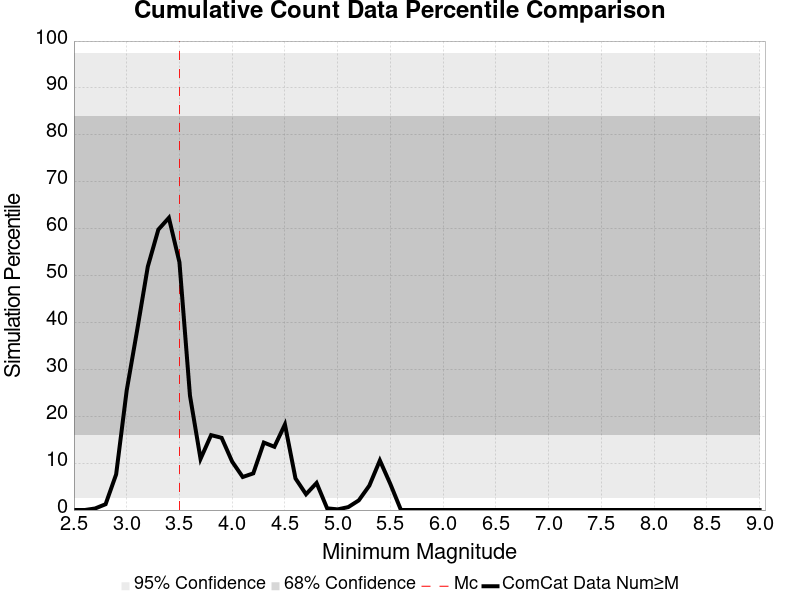 Cumulative Count Data Percentile Comparison
100
90
80
70
60
50
40
30
20
10
0
Simulation Percentile
2.5 3.0 3.5 4.0 4.5 5.0 5.5 6.0 6.5 7.0 7.5 8.0 8.5 9.0
Minimum Magnitude
95% Confidence 68% Confidence Mc ComCat Data Num≥M